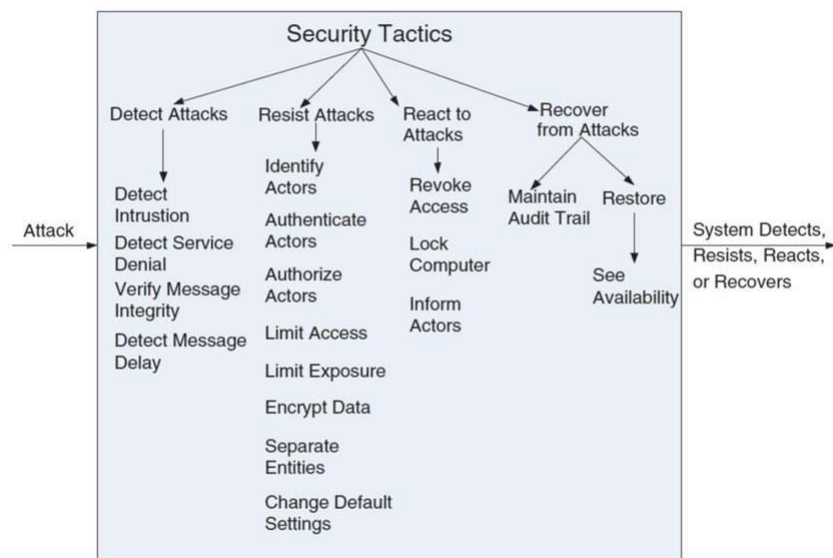 Security Tactics
Detect Attacks
Resist Attacks
React to
Attacks
Recover
from Attacks
Detect
Intrusion
Detect Service
Denial
Verify Message
Integrity
Detect Message
Delay
Identify
Actors
Authenticate
Actors
Authorize
Actors
Limit Access
Limit Exposure
Encrypt Data
Separate
Entities
Change Default
Settings
Revoke
Access
Lock
Computer
Inform
Actors
Maintain
Audit Trail
Restore
See
Availability
Attack
System Detects,
Resists, Reacts,
or Recovers